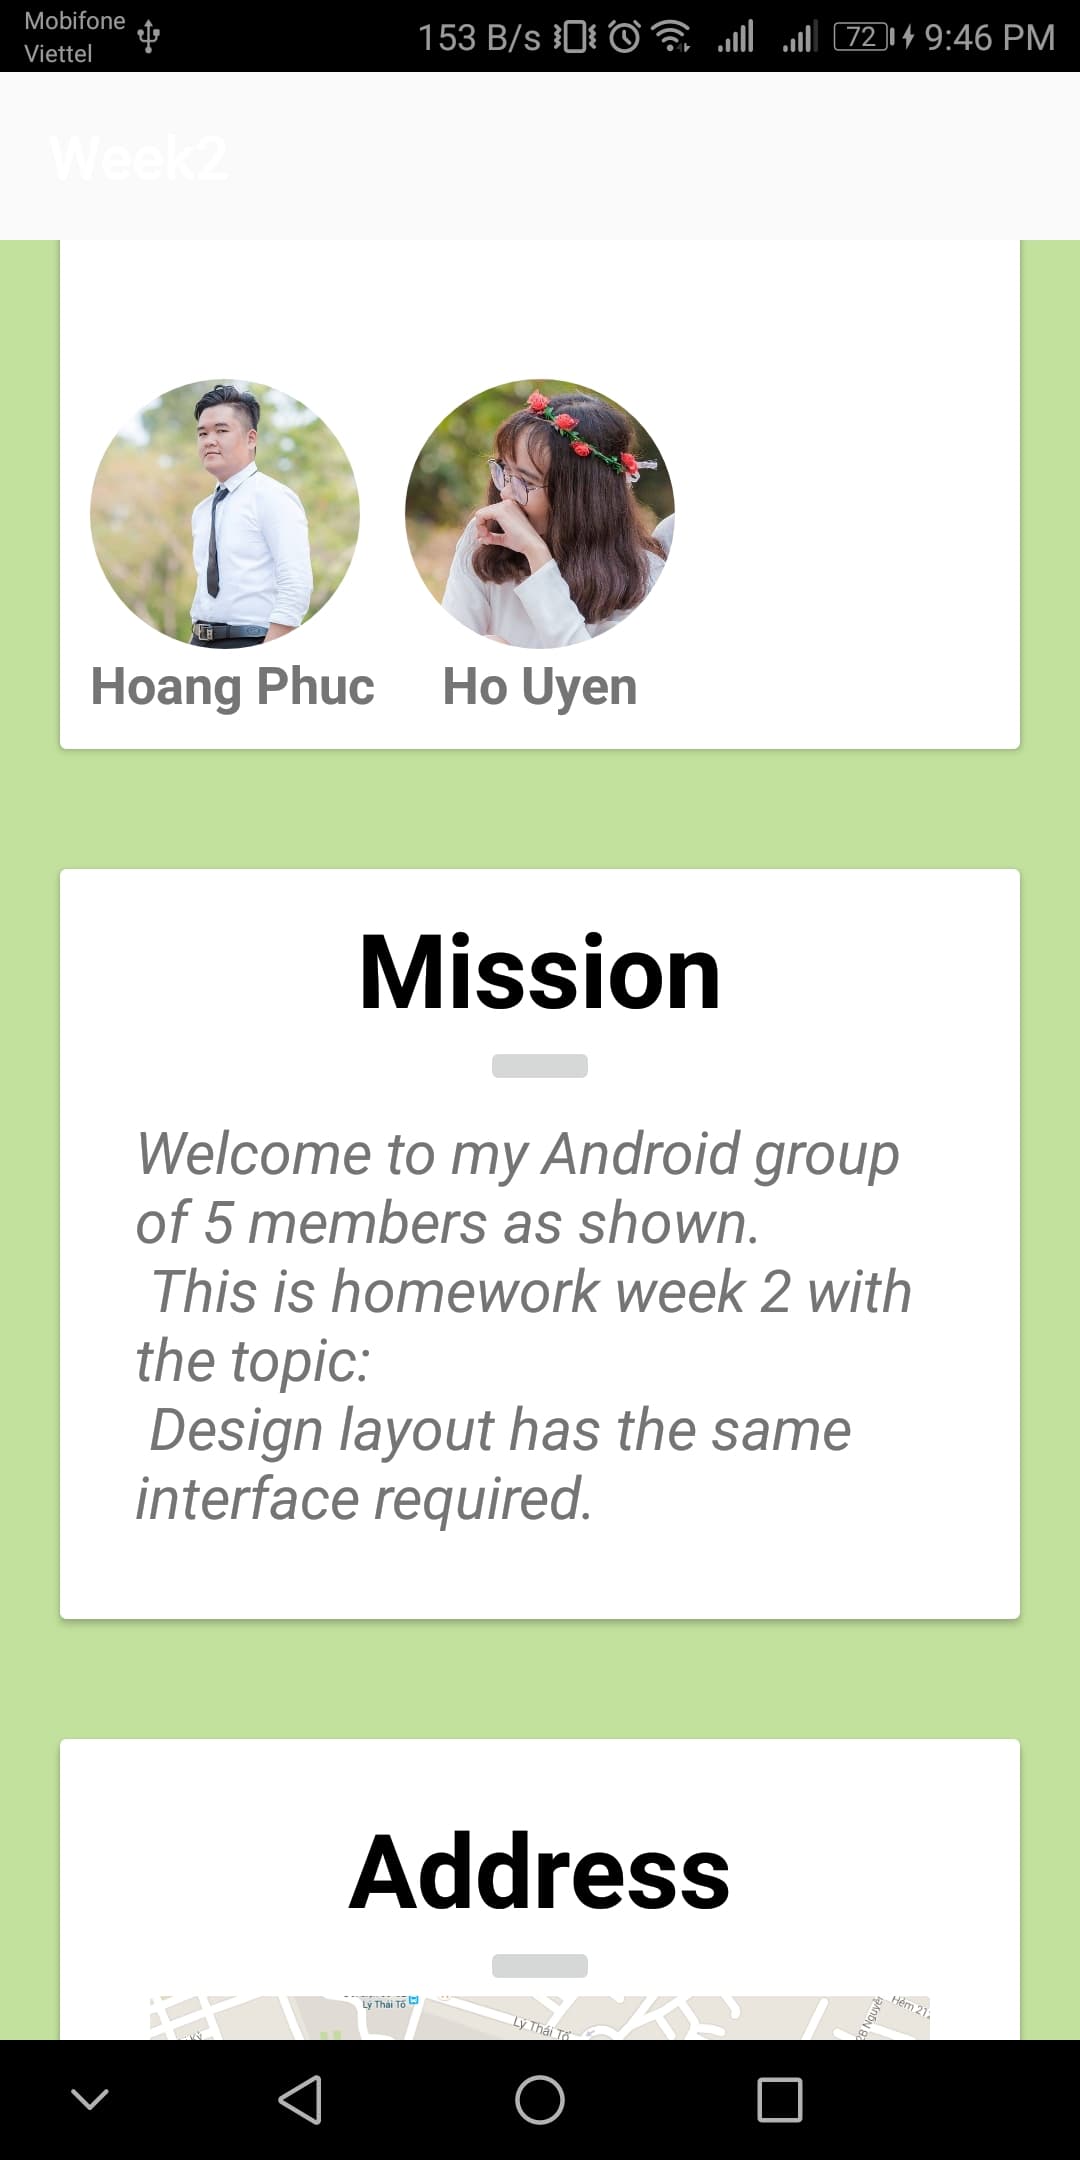 Mobifone
Viettel
153 B/s 72 9:46 PM
Week2
Hoang Phuc Ho Uyen
Mission
Welcome to my Android group
of 5 members as shown.
This is homework week 2 with
the topic:
Design layout has the same
interface required.
Address
Lý Thái Tổ
Lý Thái Tổ
Hẻm 21